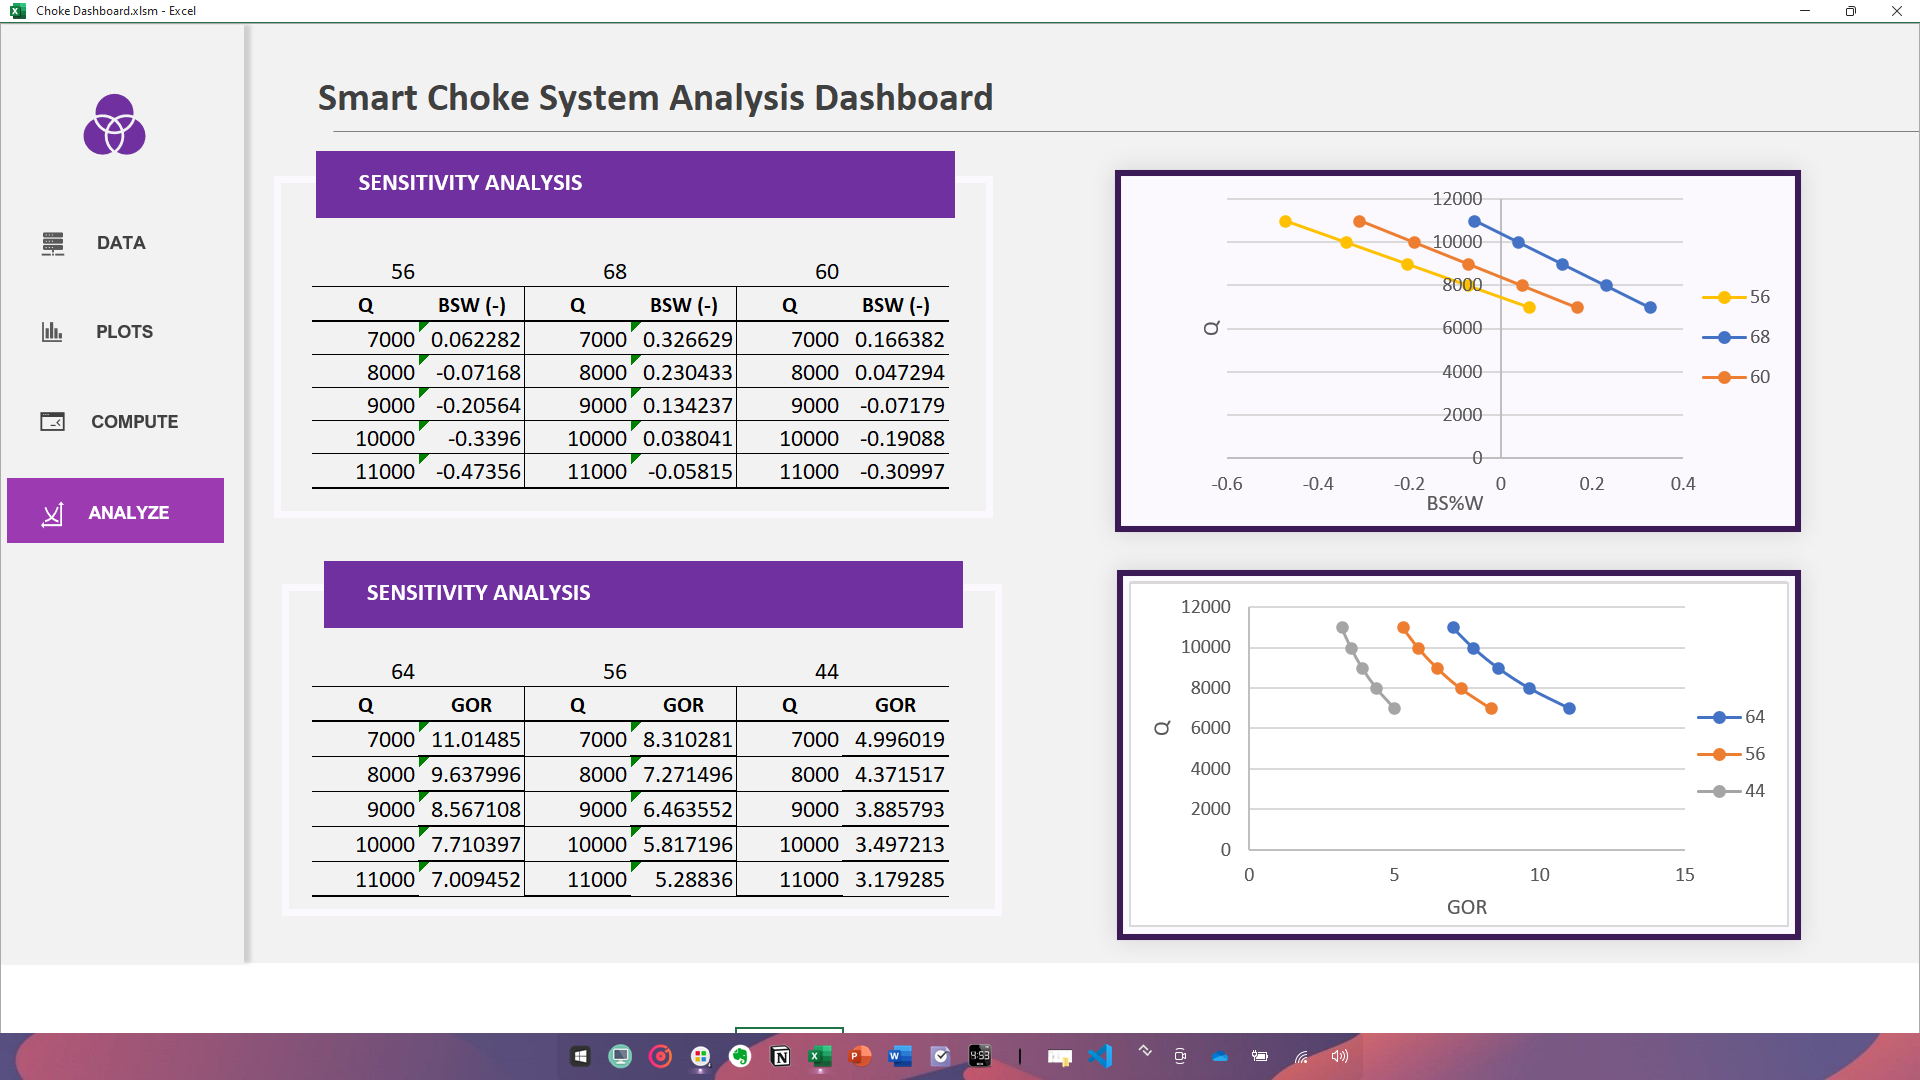 Choke Dashboard.xlsm - Excel
Smart Choke System Analysis Dashboard
DATA
PLOTS
COMPUTE
ANALYZE
SENSITIVITY ANALYSIS
56 68 60
Q BSW (-) Q BSW (-) Q BSW (-)
7000 0.062282 7000 0.326629 7000 0.166382
8000 -0.07168 8000 0.230433 8000 0.047294
9000 -0.20564 9000 0.134237 9000 -0.07179
10000 -0.3396 10000 0.038041 10000 -0.19088
11000 -0.47356 11000 -0.05815 11000 -0.30997
12000
10000
8000
6000
4000
2000
0
Q
-0.6 -0.4 -0.2 0 0.2 0.4
BS%W
56
68
60
SENSITIVITY ANALYSIS
64 56 44
Q GOR Q GOR Q GOR
7000 11.01485 7000 8.310281 7000 4.996019
8000 9.637996 8000 7.271496 8000 4.371517
9000 8.567108 9000 6.463552 9000 3.885793
10000 7.710397 10000 5.817196 10000 3.497213
11000 7.009452 11000 5.28836 11000 3.179285
12000
10000
8000
6000
4000
2000
0
Q
0 5 10 15
GOR
64
56
44
4:53